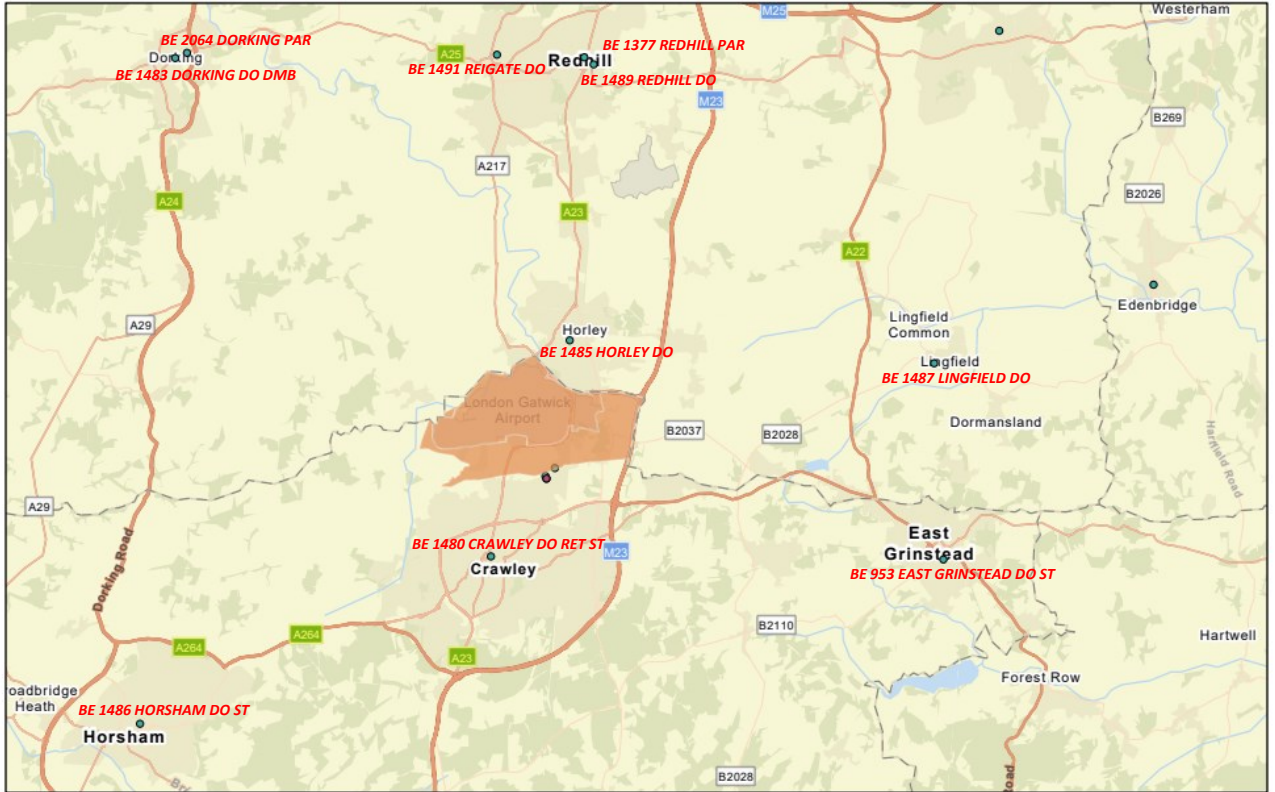 Westerham
M25
BE 2064 DORKING PAR
Dorking
BE 1483 DORKING DO DMB
A25
BE 1491 REIGATE DO
Redhill
BE 1377 REDHILL PAR
BE 1489 REDHILL DO
M23
B269
A217
B2026
A24
A23
A22
Edenbridge
A29
Horley
BE 1485 HORLEY DO
Lingfield
Common
Lingfield
BE 1487 LINGFIELD DO
London Gatwick
Airport
Dormansland
B2037
B2028
Harfield Road
A29
East
Grinstead
BE 953 EAST GRINSTEAD DO ST
BE 1480 CRAWLEY DO RET ST
M23
Crawley
Dorking Road
B2110
Hartwell
A264
A264
A23
Forest Row
roadbridge
Heath
BE 1486 HORSHAM DO ST
Horsham
B2028
Road